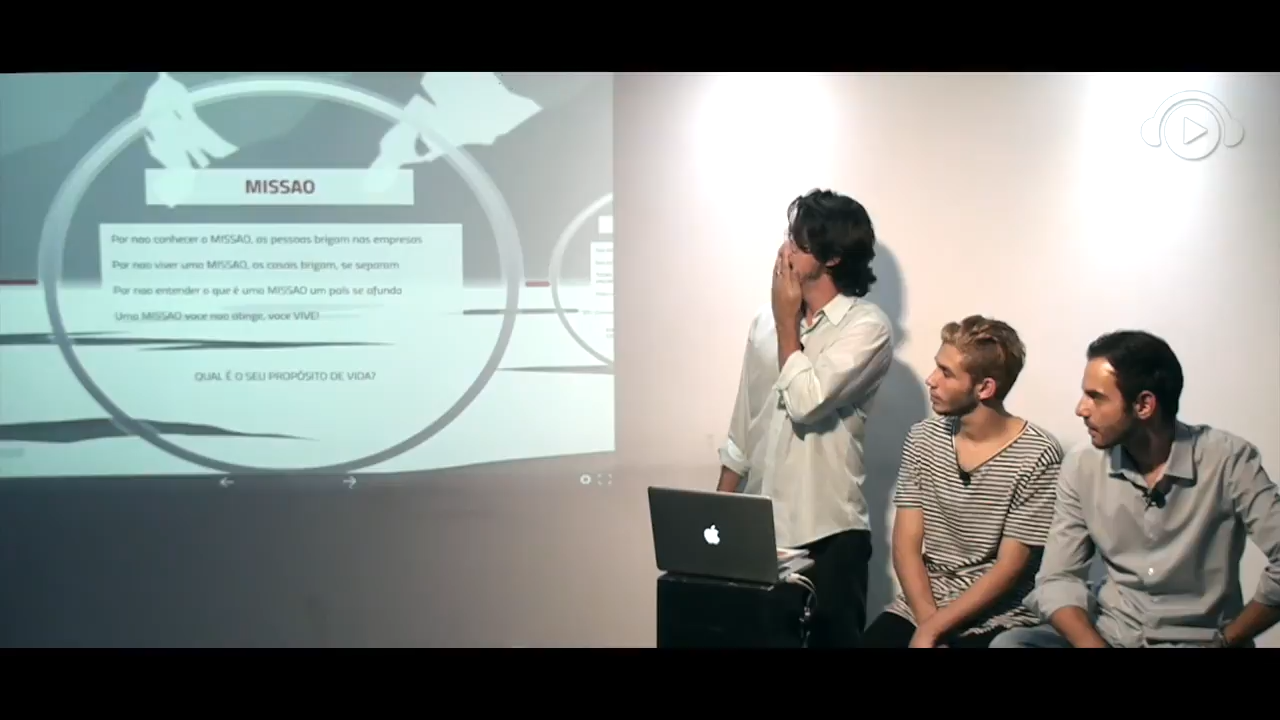 MISSAO
Por nao conhecer a MISSAO, as pessoas brigam nas empresas
Por nao viver uma MISSAO, os casais brigam, se separam
Por nao entender o que é uma MISSAO um país se afunda
Uma MISSAO voce nao atinge, voce VIVE!
QUAL É O SEU PROPÓSITO DE VIDA?